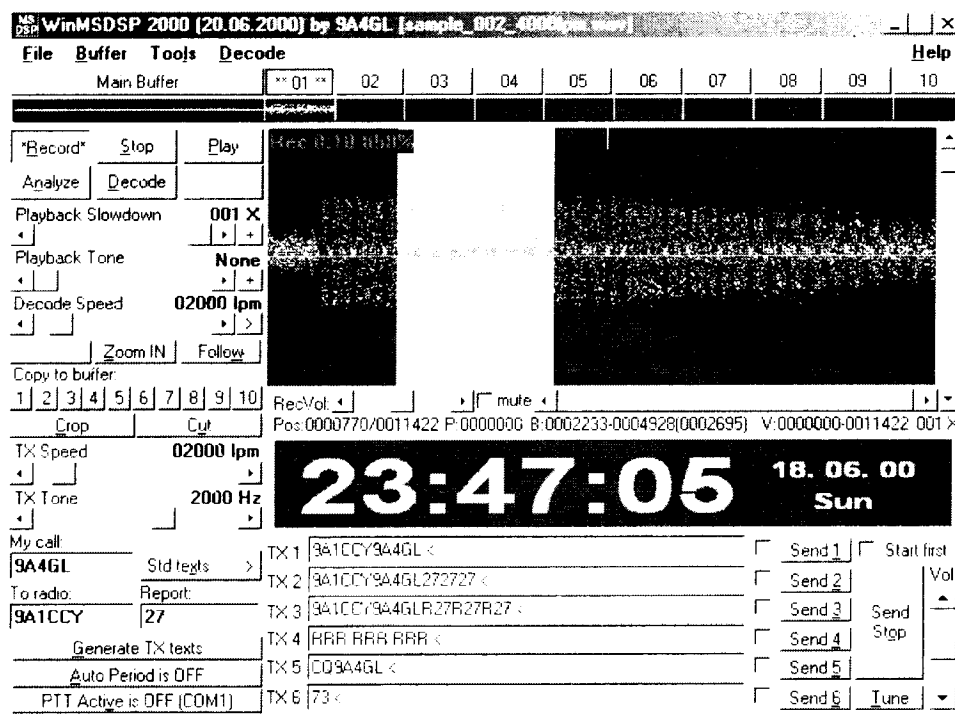 MS DSP WinMSDSP 2000 (20.06.2000) by 9A4GL [sample_002_4000lpm.wav]
File Buffer Tools Decode Help
Main Buffer ** 01 ** 02 03 04 05 06 07 08 09 10
*Record* Stop Play
Analyze Decode
Playback Slowdown 001 X
+
Playback Tone None
+
Decode Speed 02000 lpm
>
Zoom IN Follow
Copy to buffer:
1 2 3 4 5 6 7 8 9 10
Crop Cut
RecVol: mute
Pos:0000770/0011422 P:0000000 B:0002233-0004928(0002695) V:0000000-0011422 001 X
TX Speed 02000 lpm
TX Tone 2000 Hz
23:47:05
18. 06. 00
Sun
My call:
9A4GL Std texts >
To radio: Report:
9A1CCY 27
Generate TX texts
Auto Period is OFF
PTT Active is OFF (COM1)
TX 1 9A1CCY9A4GL < Send 1 Start first
TX 2 9A1CCY9A4GL272727 < Send 2 Vol
TX 3 9A1CCY9A4GLR27R27R27 < Send 3
TX 4 RRR RRR RRR < Send 4
TX 5 CQ9A4GL < Send 5
TX 6 73 < Send 6
Send Stop
Tune